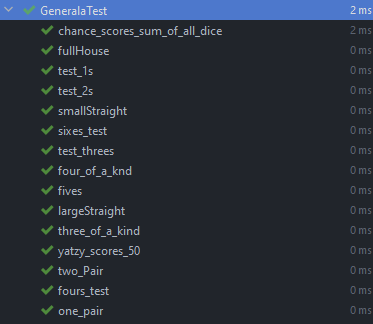 GeneralaTest 2 ms
chance_scores_sum_of_all_dice 2 ms
fullHouse 0 ms
test_1s 0 ms
test_2s 0 ms
smallStraight 0 ms
sixes_test 0 ms
test_threes 0 ms
four_of_a_knd 0 ms
fives 0 ms
largeStraight 0 ms
three_of_a_kind 0 ms
yatzy_scores_50 0 ms
two_Pair 0 ms
fours_test 0 ms
one_pair 0 ms